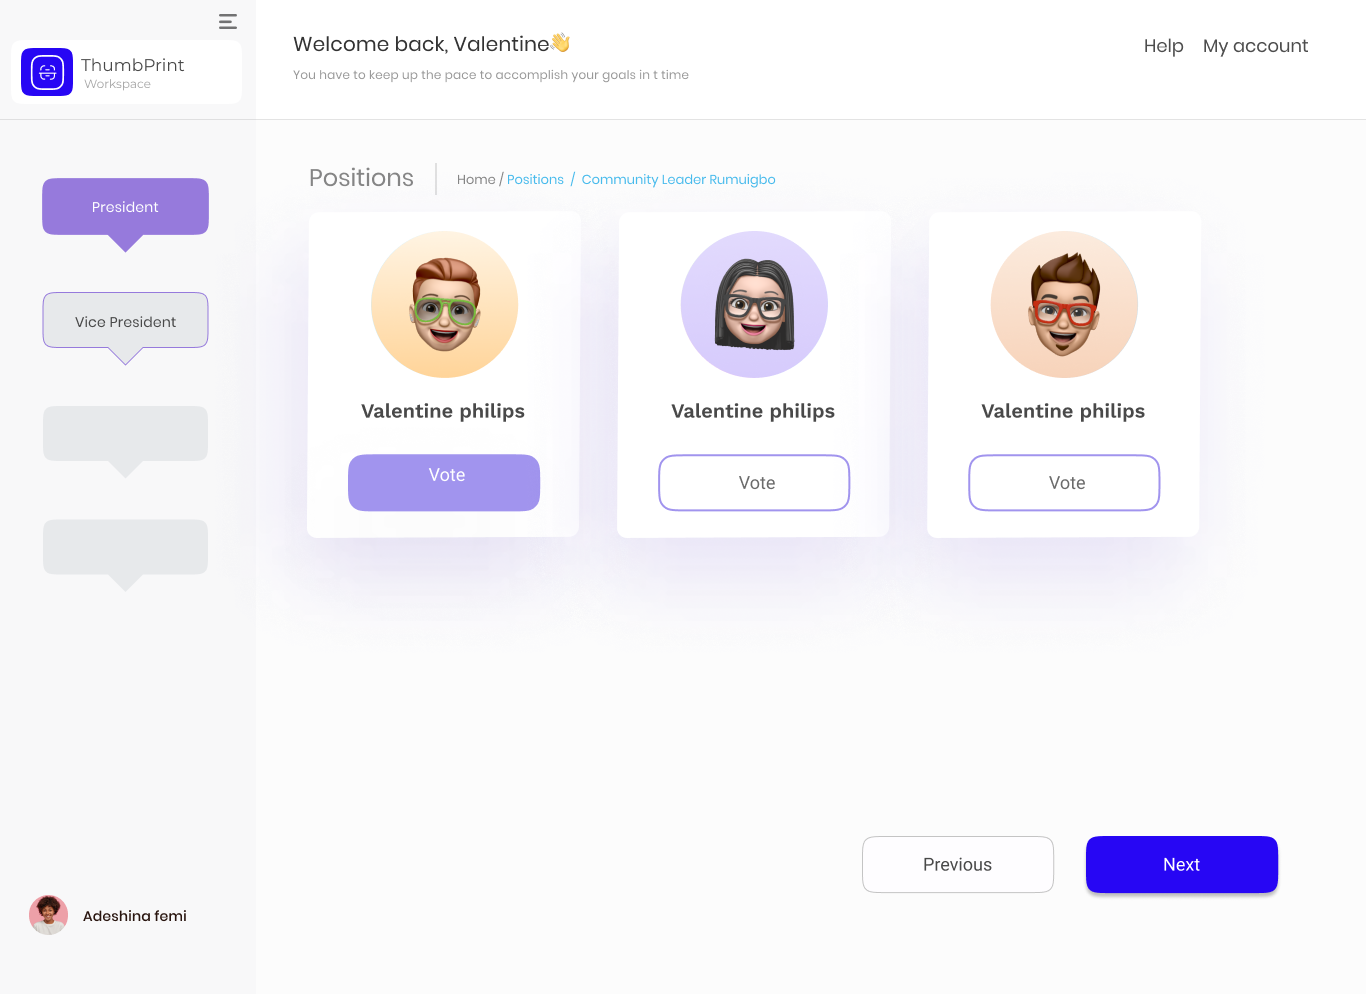 ThumbPrint
Workspace
Welcome back, Valentine👋
You have to keep up the pace to accomplish your goals in t time
Help My account
President
Vice President
Adeshina femi
Positions
Home / Positions / Community Leader Rumuigbo
Valentine philips
Vote
Valentine philips
Vote
Valentine philips
Vote
Previous
Next